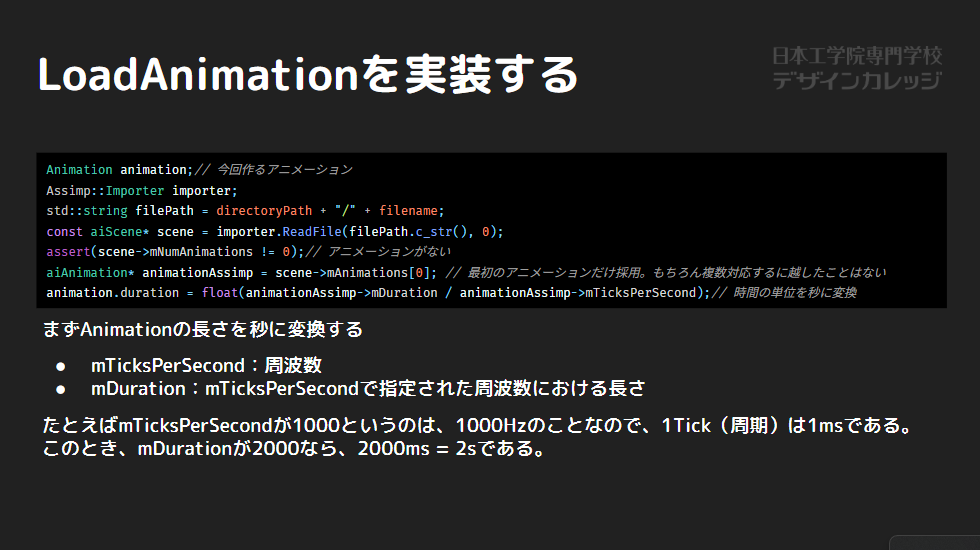 LoadAnimationを実装する
日本工学院専門学校
デザインカレッジ
Animation animation;// 今回作るアニメーション
Assimp::Importer importer;
std::string filePath = directoryPath + "/" + filename;
const aiScene* scene = importer.ReadFile(filePath.c_str(), 0);
assert(scene->mNumAnimations != 0);// アニメーションがない
aiAnimation* animationAssimp = scene->mAnimations[0]; // 最初のアニメーションだけ採用。もちろん複数対応するに越したことはない
animation.duration = float(animationAssimp->mDuration / animationAssimp->mTicksPerSecond);// 時間の単位を秒に変換
まずAnimationの長さを秒に変換する
● mTicksPerSecond：周波数
● mDuration：mTicksPerSecondで指定された周波数における長さ
たとえばmTicksPerSecondが1000というのは、1000Hzのことなので、1Tick（周期）は1msである。
このとき、mDurationが2000なら、2000ms = 2sである。